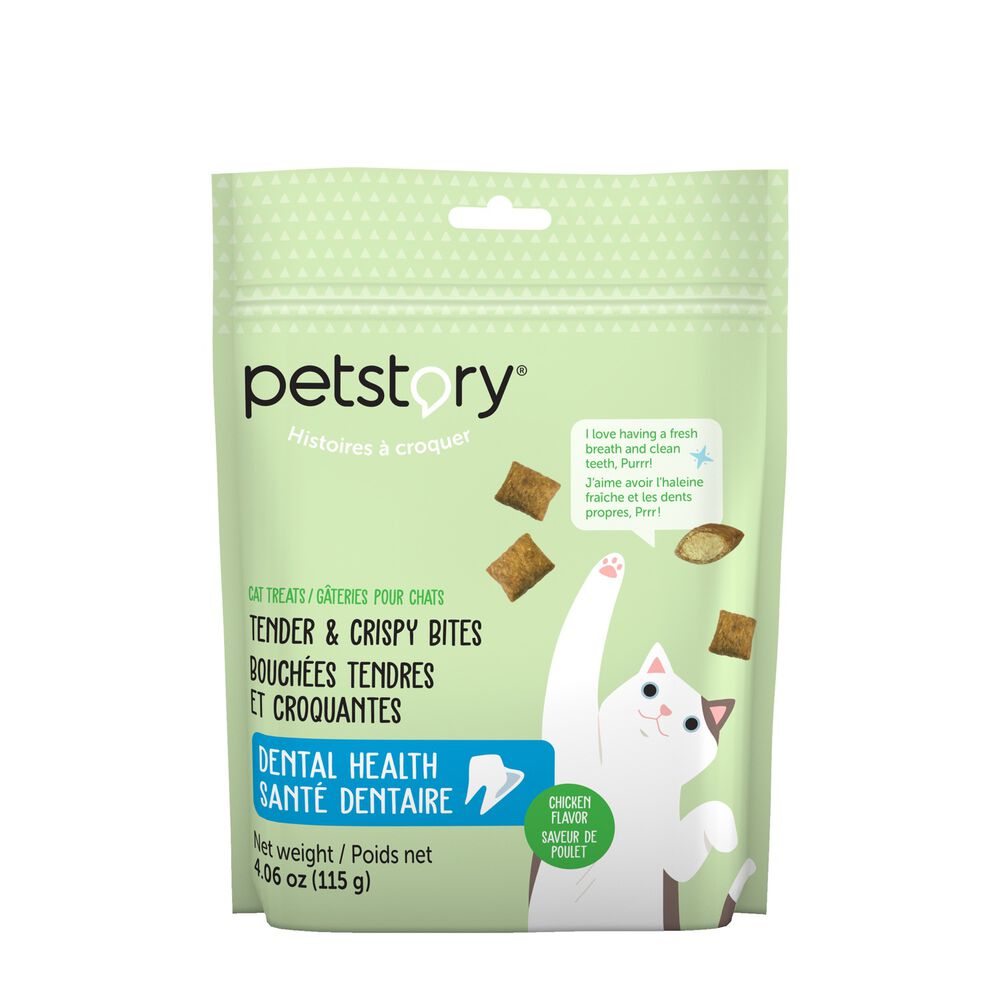 petstory®
Histoires à croquer
I love having a fresh
breath and clean
teeth, Purrr!
J'aime avoir l'haleine
fraîche et les dents
propres, Prrr!
CAT TREATS / GÂTERIES POUR CHATS
TENDER & CRISPY BITES
BOUCHÉES TENDRES
ET CROQUANTES
DENTAL HEALTH
SANTÉ DENTAIRE
CHICKEN
FLAVOR
SAVEUR DE
POULET
Net weight / Poids net
4.06 oz (115 g)